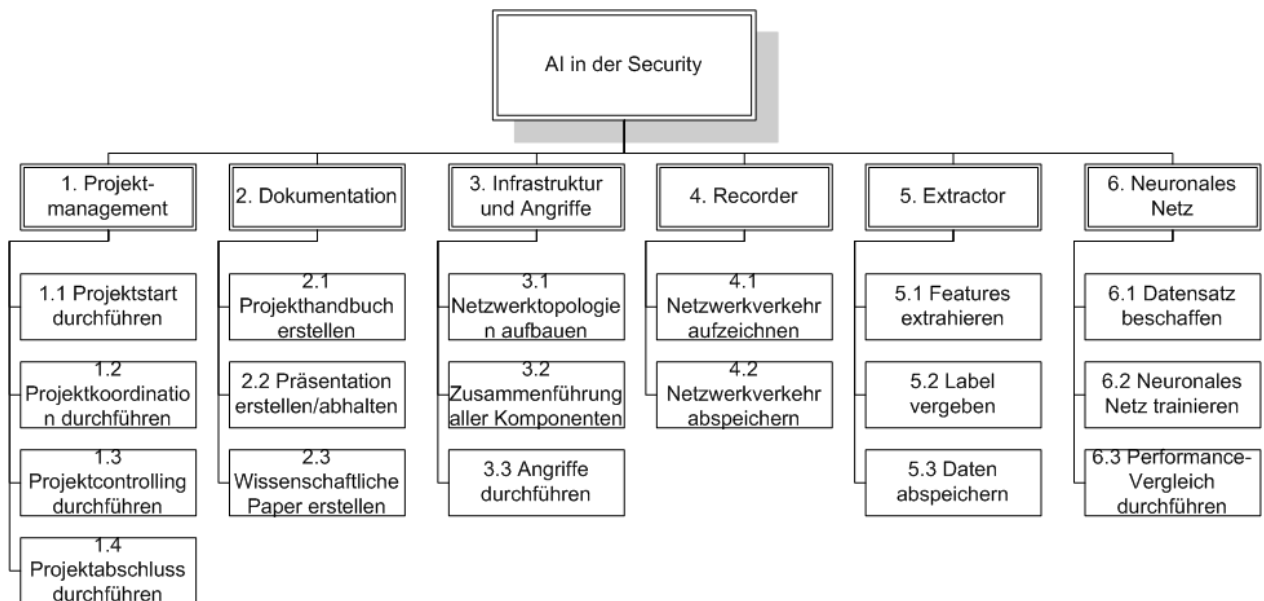 AI in der Security
1. Projekt-
management
2. Dokumentation
3. Infrastruktur
und Angriffe
4. Recorder
5. Extractor
6. Neuronales
Netz
1.1 Projektstart
durchführen
1.2
Projektkoordinatio
n durchführen
1.3
Projektcontrolling
durchführen
1.4
Projektabschluss
durchführen
2.1
Projekthandbuch
erstellen
2.2 Präsentation
erstellen/abhalten
2.3
Wissenschaftliche
Paper erstellen
3.1
Netzwerktopologie
n aufbauen
3.2
Zusammenführung
aller Komponenten
3.3 Angriffe
durchführen
4.1
Netzwerkverkehr
aufzeichnen
4.2
Netzwerkverkehr
abspeichern
5.1 Features
extrahieren
5.2 Label
vergeben
5.3 Daten
abspeichern
6.1 Datensatz
beschaffen
6.2 Neuronales
Netz trainieren
6.3 Performance-
Vergleich
durchführen